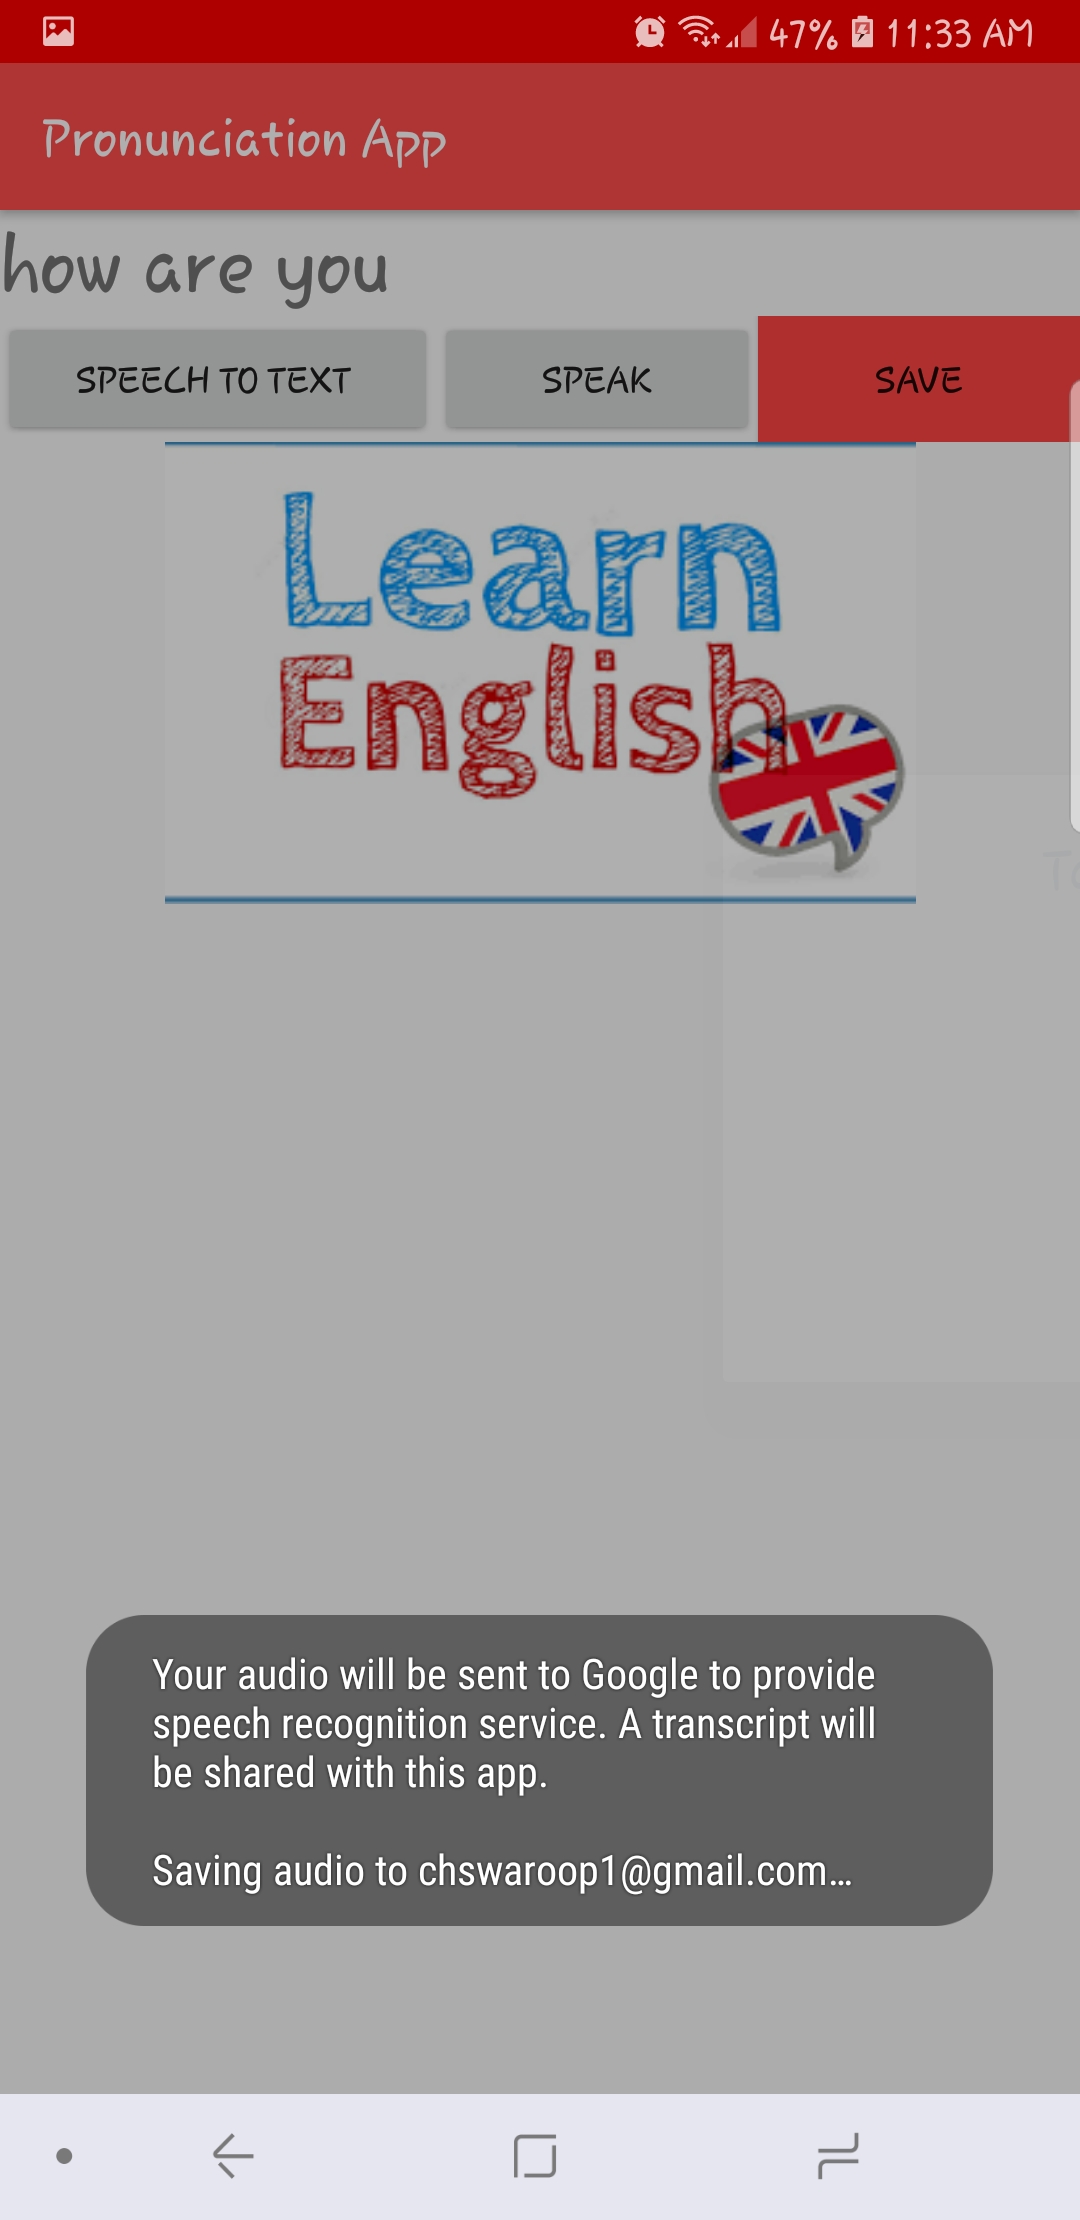 47% 11:33 AM
Pronunciation App
how are you
SPEECH TO TEXT SPEAK SAVE
Learn
English
Your audio will be sent to Google to provide
speech recognition service. A transcript will
be shared with this app.
Saving audio to chswaroop1@gmail.com...